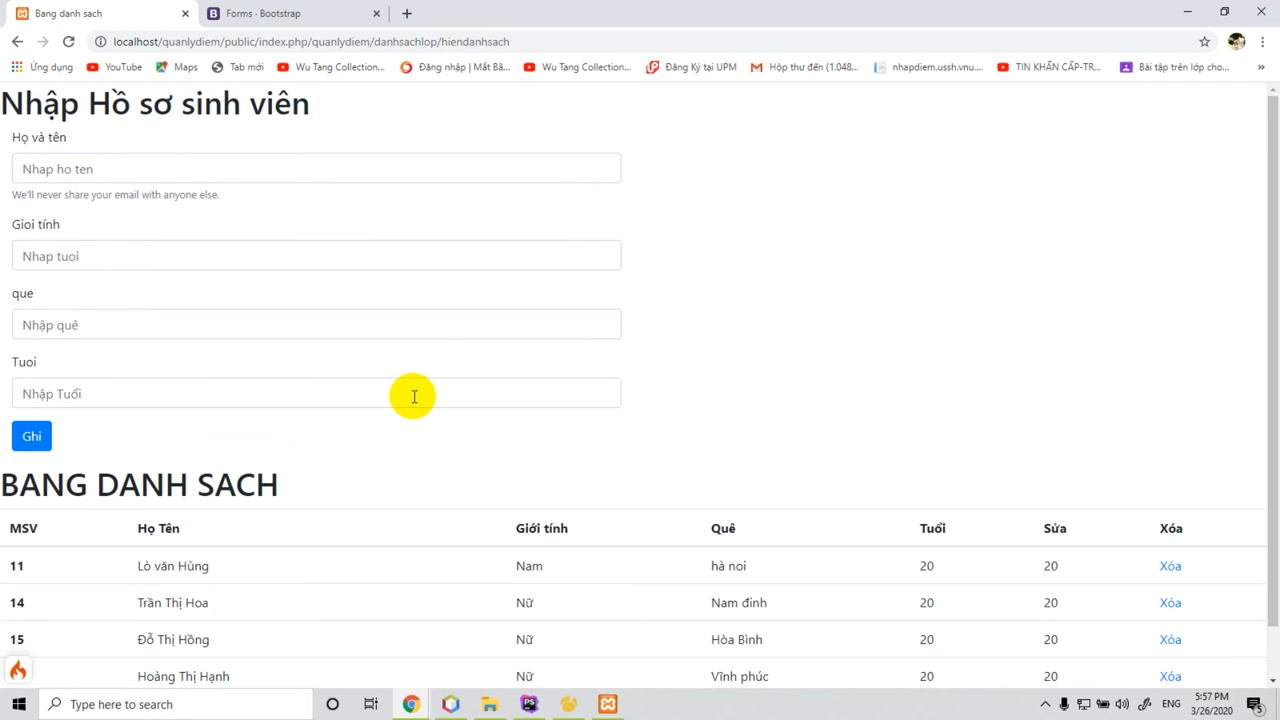 Bang danh sach
Forms · Bootstrap
localhost/quanlydiem/public/index.php/quanlydiem/danhsachlop/hiendanhsach
Ứng dụng YouTube Maps Tab mới Wu Tang Collection... Đăng nhập | Mắt Bã... Wu Tang Collection... Đăng Ký tại UPM Hộp thư đến (1.048... nhapdiem.ussh.vnu.... TIN KHẨN CẤP-TR... Bài tập trên lớp cho... »
Nhập Hồ sơ sinh viên
Họ và tên
Nhap ho ten
We'll never share your email with anyone else.
Gioi tính
Nhap tuoi
que
Nhập quê
Tuoi
Nhập Tuổi
Ghi
BANG DANH SACH
MSV Họ Tên Giới tính Quê Tuổi Sửa Xóa
11 Lò văn Hùng Nam hà noi 20 20 Xóa
14 Trần Thị Hoa Nữ Nam đinh 20 20 Xóa
15 Đỗ Thị Hồng Nữ Hòa Bình 20 20 Xóa
Hoàng Thị Hạnh Nữ Vĩnh phúc 20 20 Xóa
Type here to search
ENG
5:57 PM
3/26/2020
5